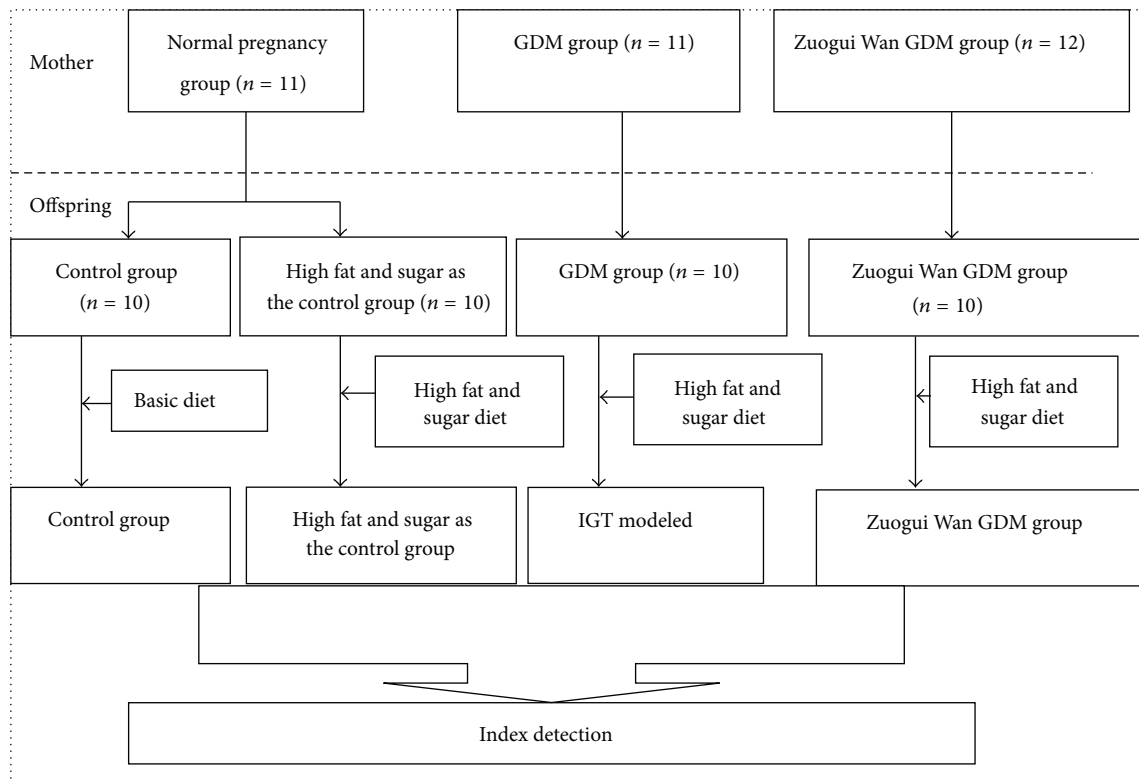 Mother
Normal pregnancy
group (n = 11)
GDM group (n = 11)
Zuogui Wan GDM group (n = 12)
Offspring
Control group
(n = 10)
High fat and sugar as
the control group (n = 10)
GDM group (n = 10)
Zuogui Wan GDM group
(n = 10)
Basic diet
High fat and
sugar diet
High fat and
sugar diet
High fat and
sugar diet
Control group
High fat and sugar as
the control group
IGT modeled
Zuogui Wan GDM group
Index detection